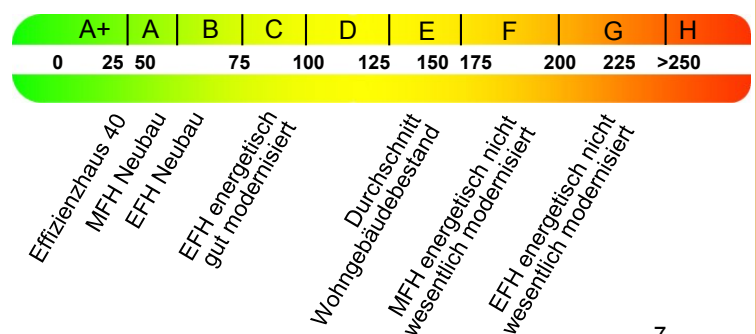 A+ A B C D E F G H
0 25 50 75 100 125 150 175 200 225 >250
Effizienzhaus 40
MFH Neubau
EFH Neubau
EFH energetisch
gut modernisiert
Durchschnitt
Wohngebäudebestand
MFH energetisch nicht
wesentlich modernisiert
EFH energetisch nicht
wesentlich modernisiert
7